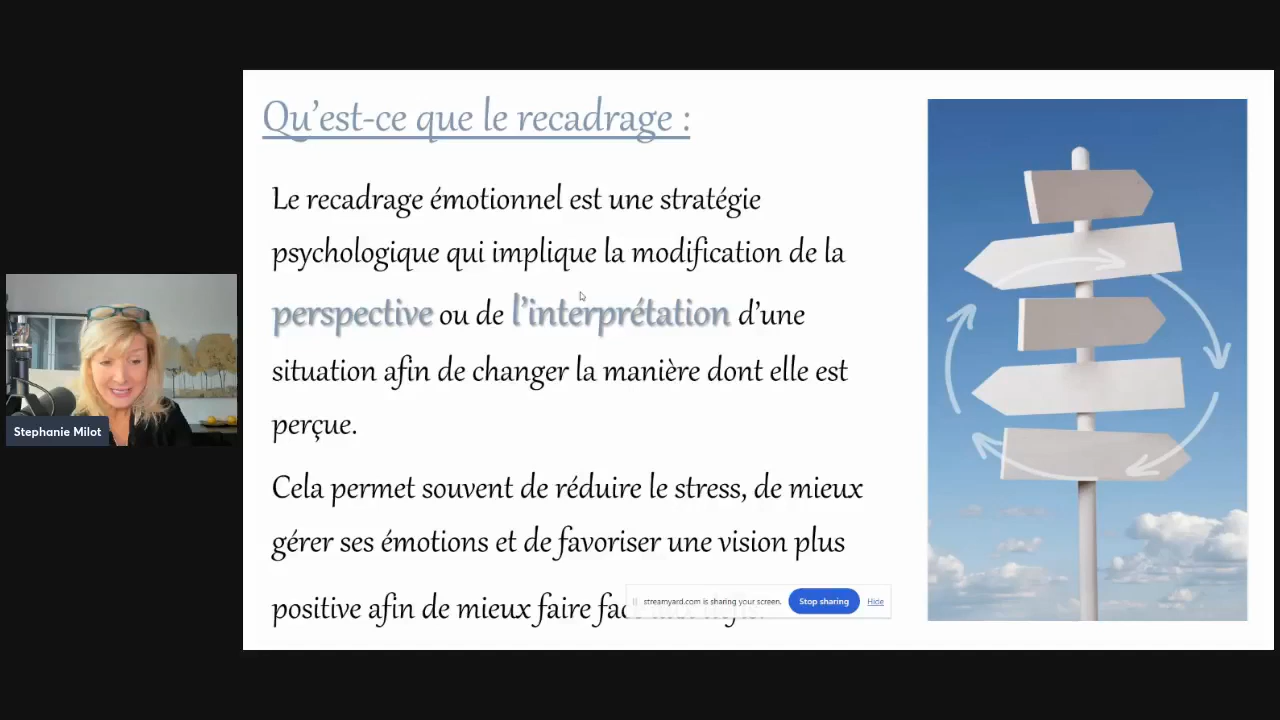 Qu'est-ce que le recadrage :
Le recadrage émotionnel est une stratégie
psychologique qui implique la modification de la
perspective ou de l'interprétation d'une
situation afin de changer la manière dont elle est
perçue.
Cela permet souvent de réduire le stress, de mieux
gérer ses émotions et de favoriser une vision plus
positive afin de mieux faire
streamyard.com is sharing your screen.
Stop sharing
Hide
Stephanie Milot